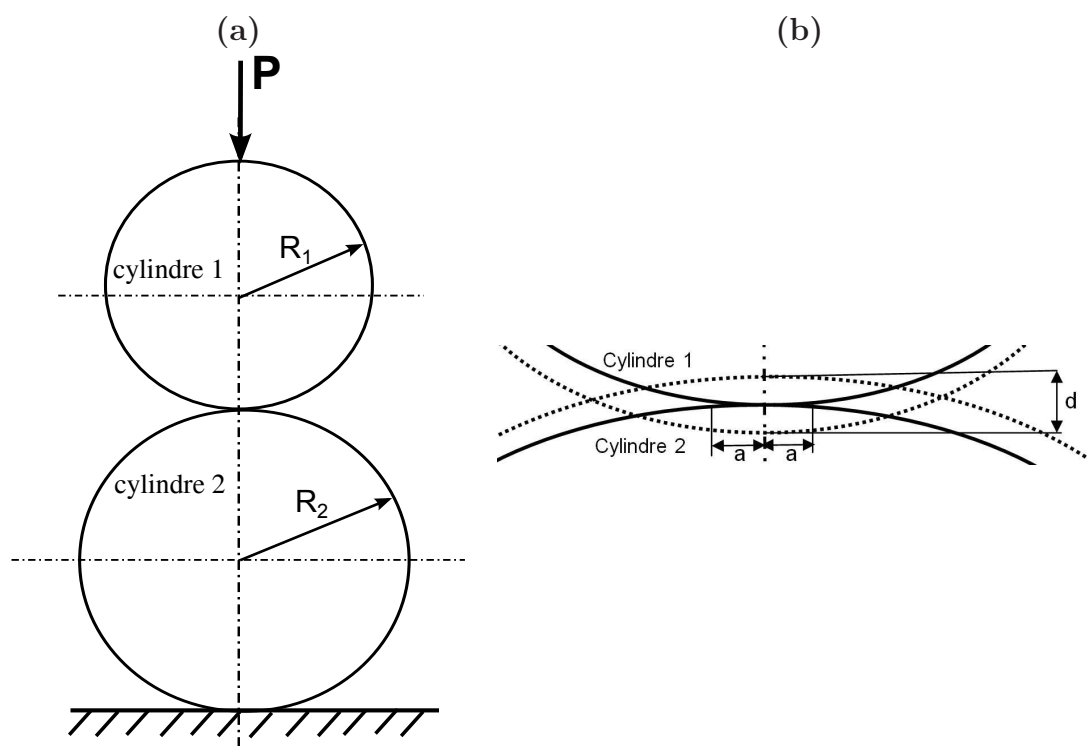 (a)
P
R₁
cylindre 1
cylindre 2
R₂
(b)
Cylindre 1
d
Cylindre 2
a a